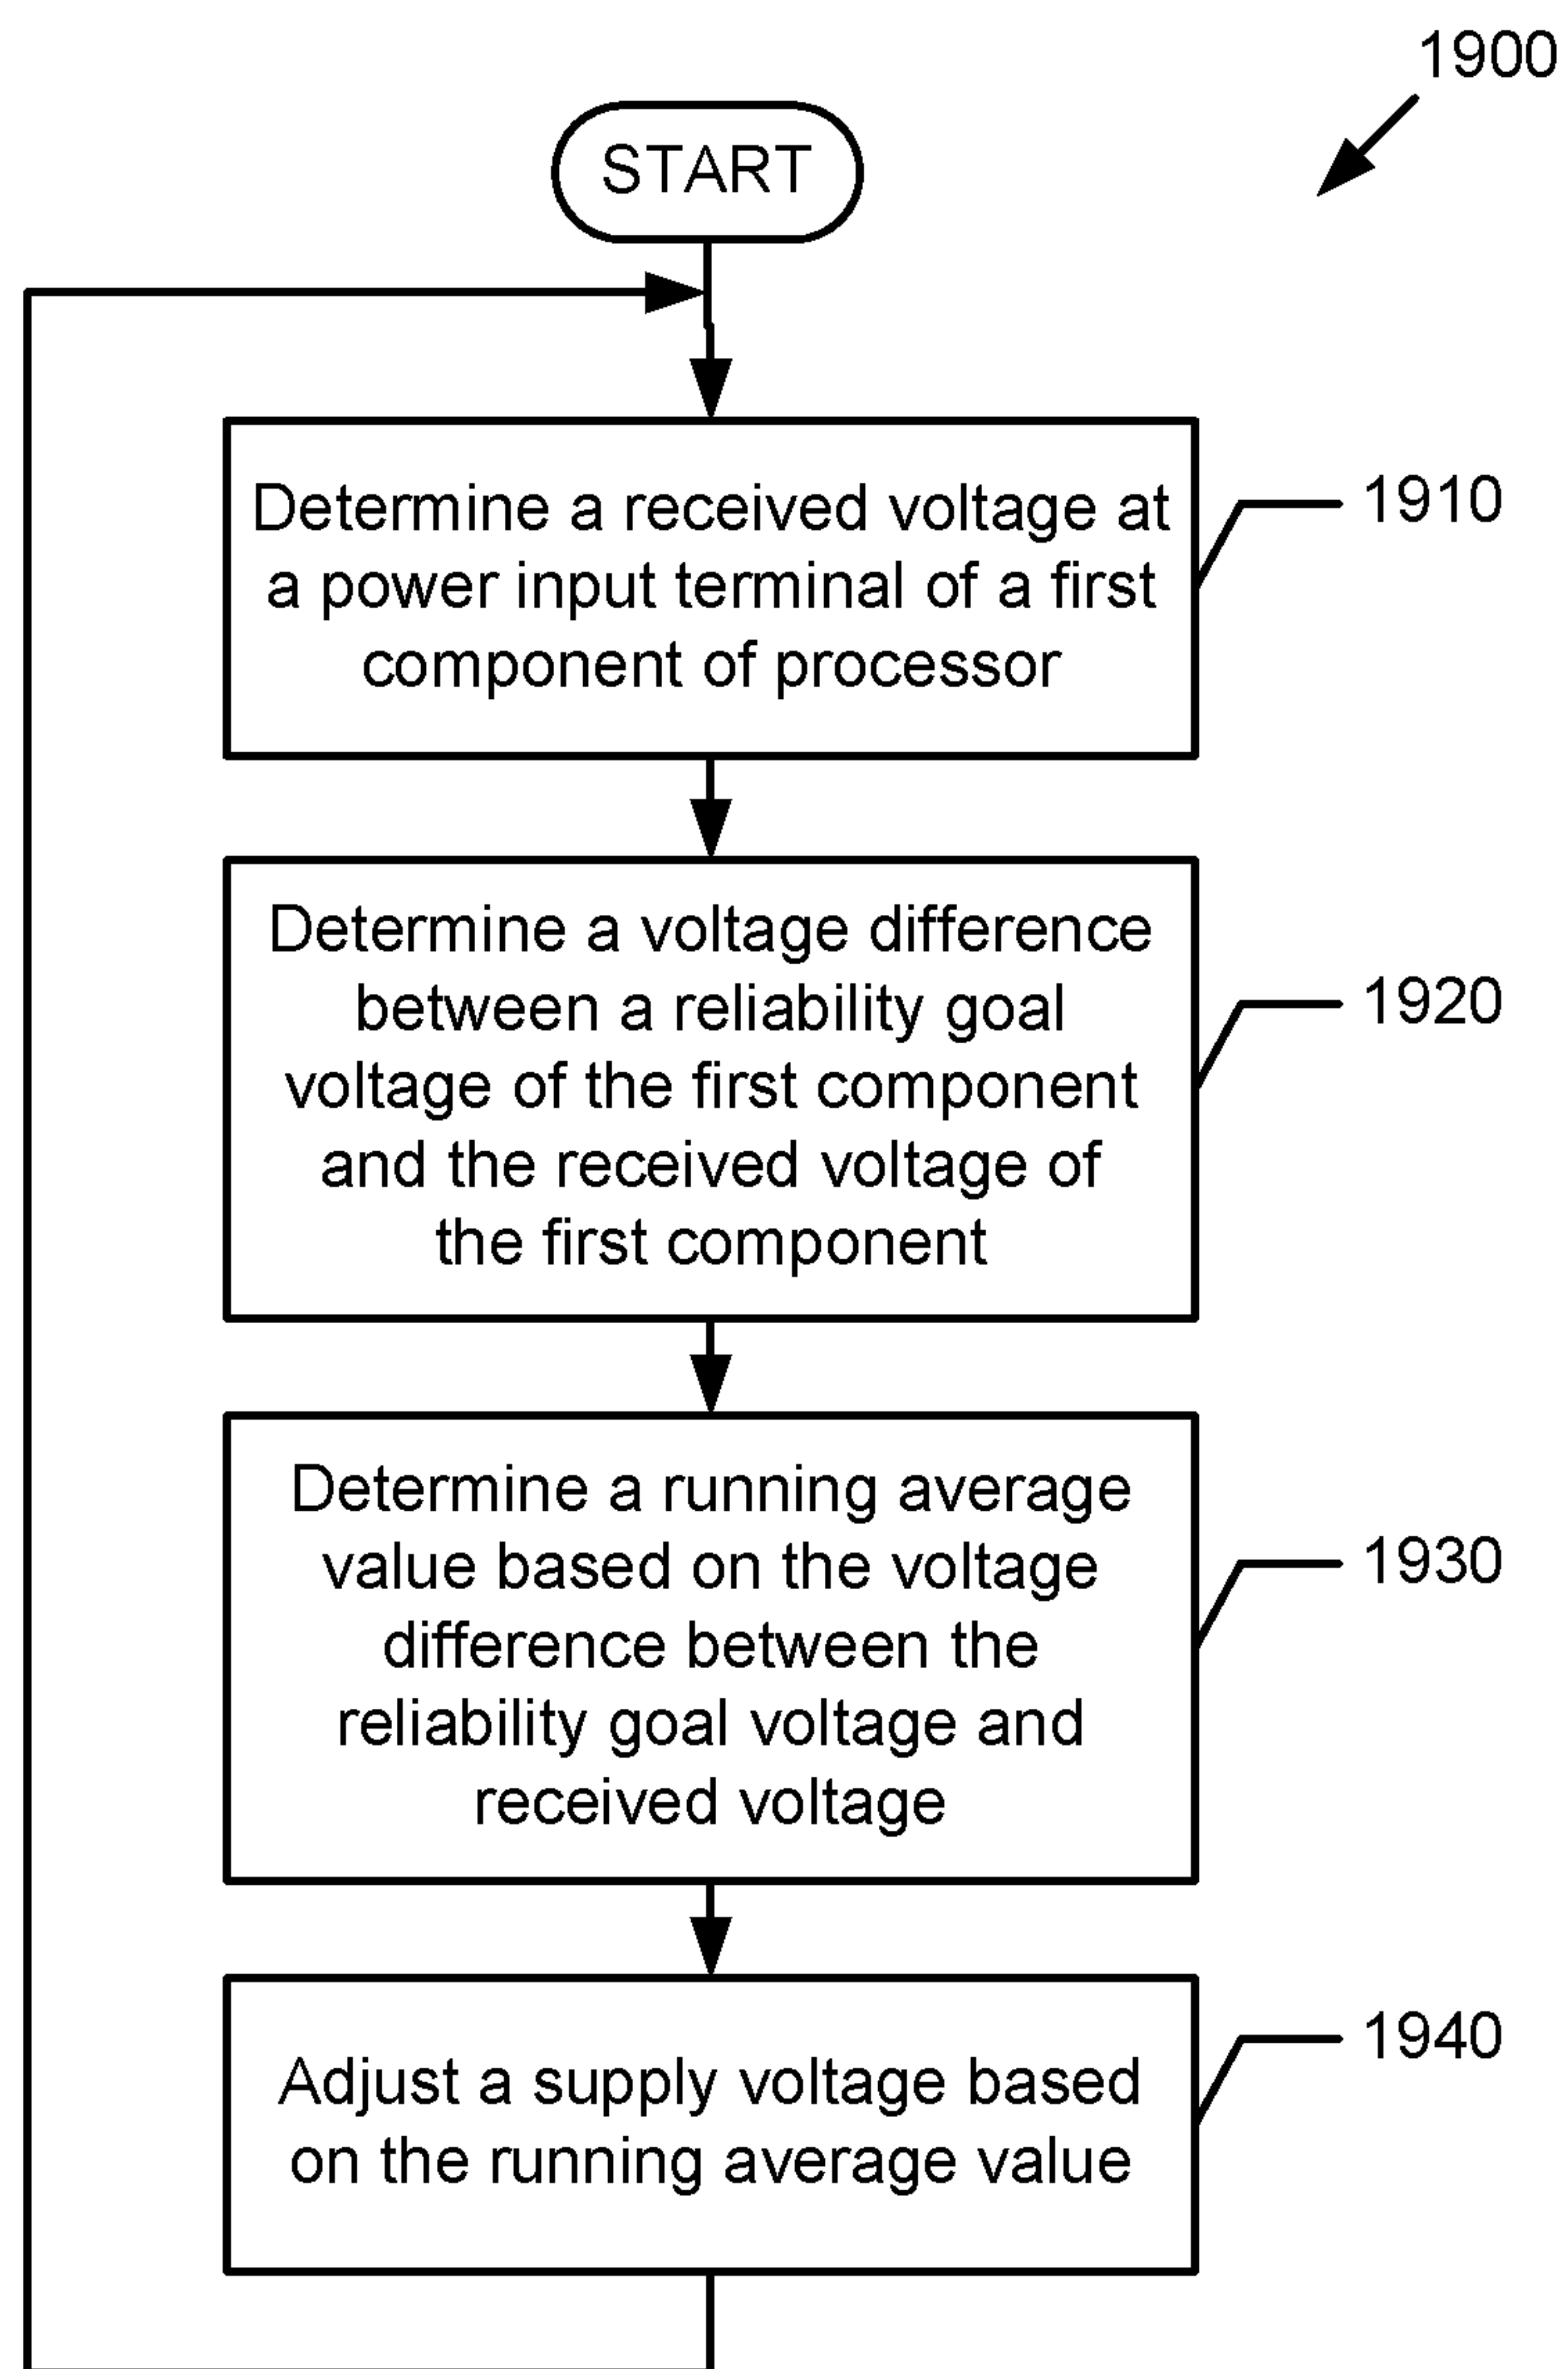 1900
START
Determine a received voltage at
a power input terminal of a first
component of processor
1910
Determine a voltage difference
between a reliability goal
voltage of the first component
and the received voltage of
the first component
1920
Determine a running average
value based on the voltage
difference between the
reliability goal voltage and
received voltage
1930
Adjust a supply voltage based
on the running average value
1940